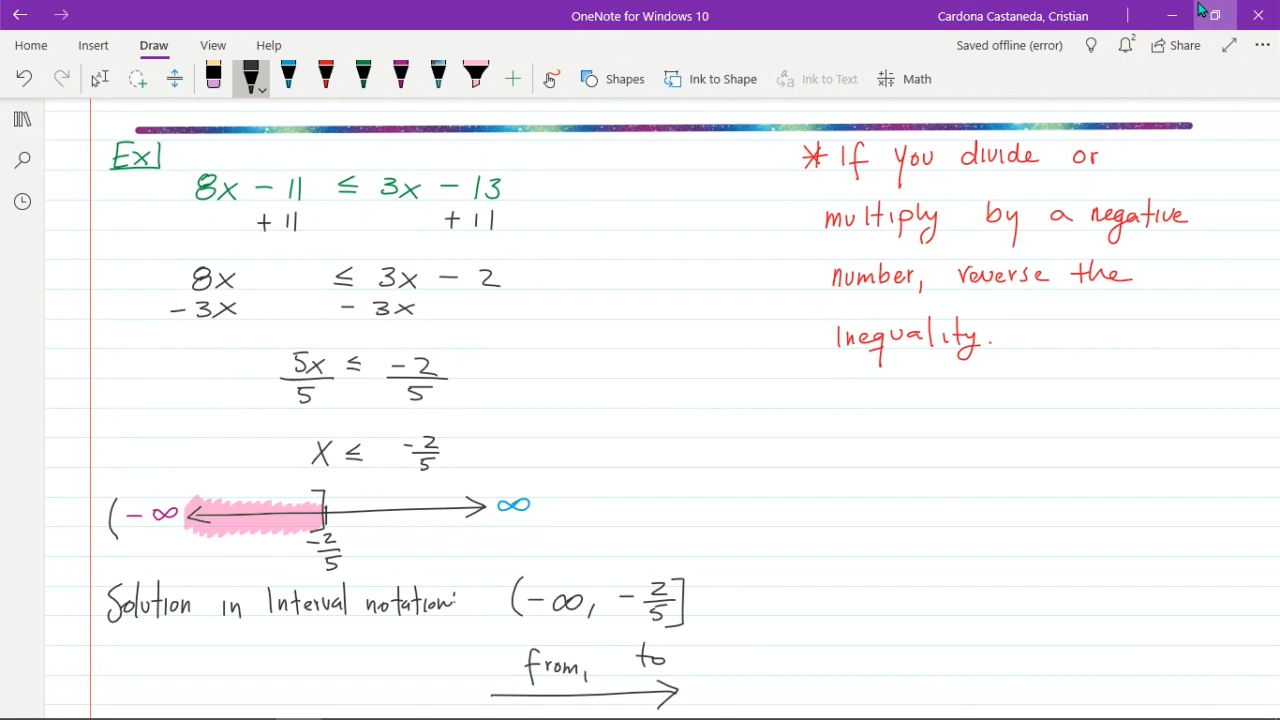 OneNote for Windows 10
Cardona Castaneda, Cristian
Home Insert Draw View Help
Saved offline (error) Share
Shapes Ink to Shape Ink to Text Math
Ex1
8x - 11 ≤ 3x - 13
+ 11 + 11
8x ≤ 3x - 2
- 3x - 3x
5x/5 ≤ -2/5
X ≤ -2/5
(-∞ ] ∞
-2/5
Solution in Interval notation: (-∞, -2/5]
from, to
* If you divide or
multiply by a negative
number, reverse the
Inequality.